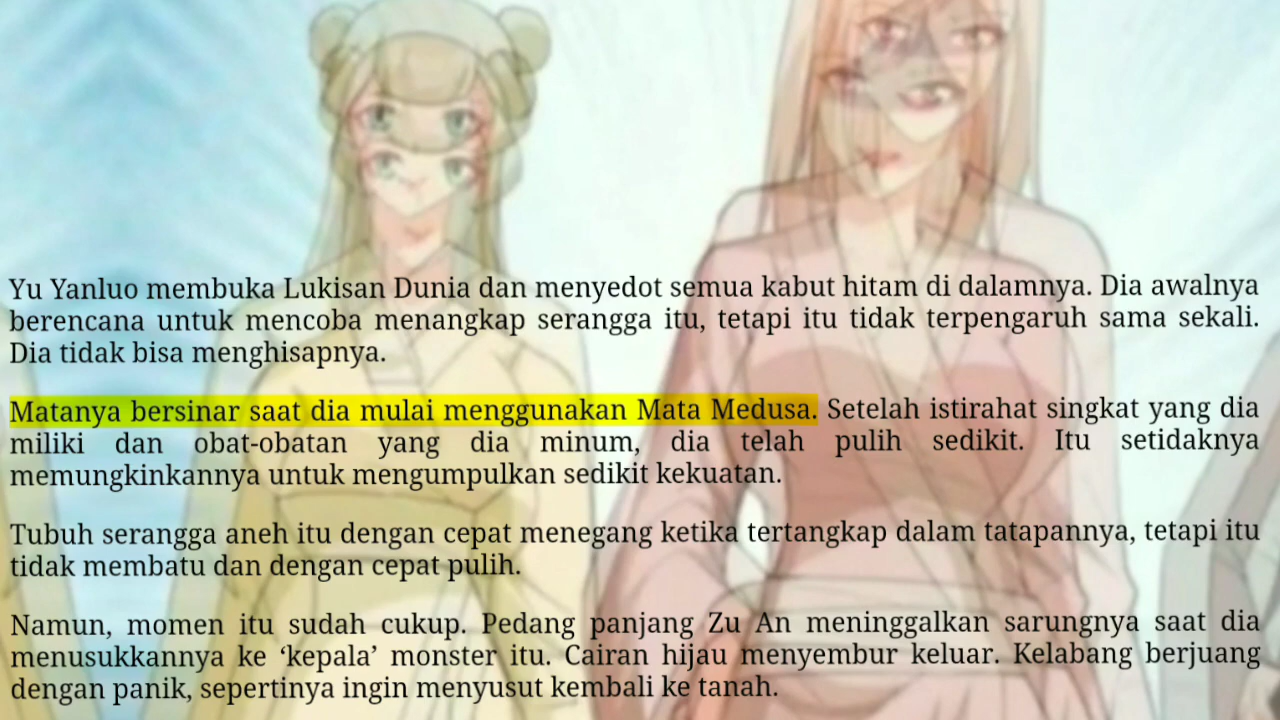 Yu Yanluo membuka Lukisan Dunia dan menyedot semua kabut hitam di dalamnya. Dia awalnya
berencana untuk mencoba menangkap serangga itu, tetapi itu tidak terpengaruh sama sekali.
Dia tidak bisa menghisapnya.
Matanya bersinar saat dia mulai menggunakan Mata Medusa. Setelah istirahat singkat yang dia
miliki dan obat-obatan yang dia minum, dia telah pulih sedikit. Itu setidaknya
memungkinkannya untuk mengumpulkan sedikit kekuatan.
Tubuh serangga aneh itu dengan cepat menegang ketika tertangkap dalam tatapannya, tetapi itu
tidak membatu dan dengan cepat pulih.
Namun, momen itu sudah cukup. Pedang panjang Zu An meninggalkan sarungnya saat dia
menusukkannya ke ‘kepala’ monster itu. Cairan hijau menyembur keluar. Kelabang berjuang
dengan panik, sepertinya ingin menyusut kembali ke tanah.